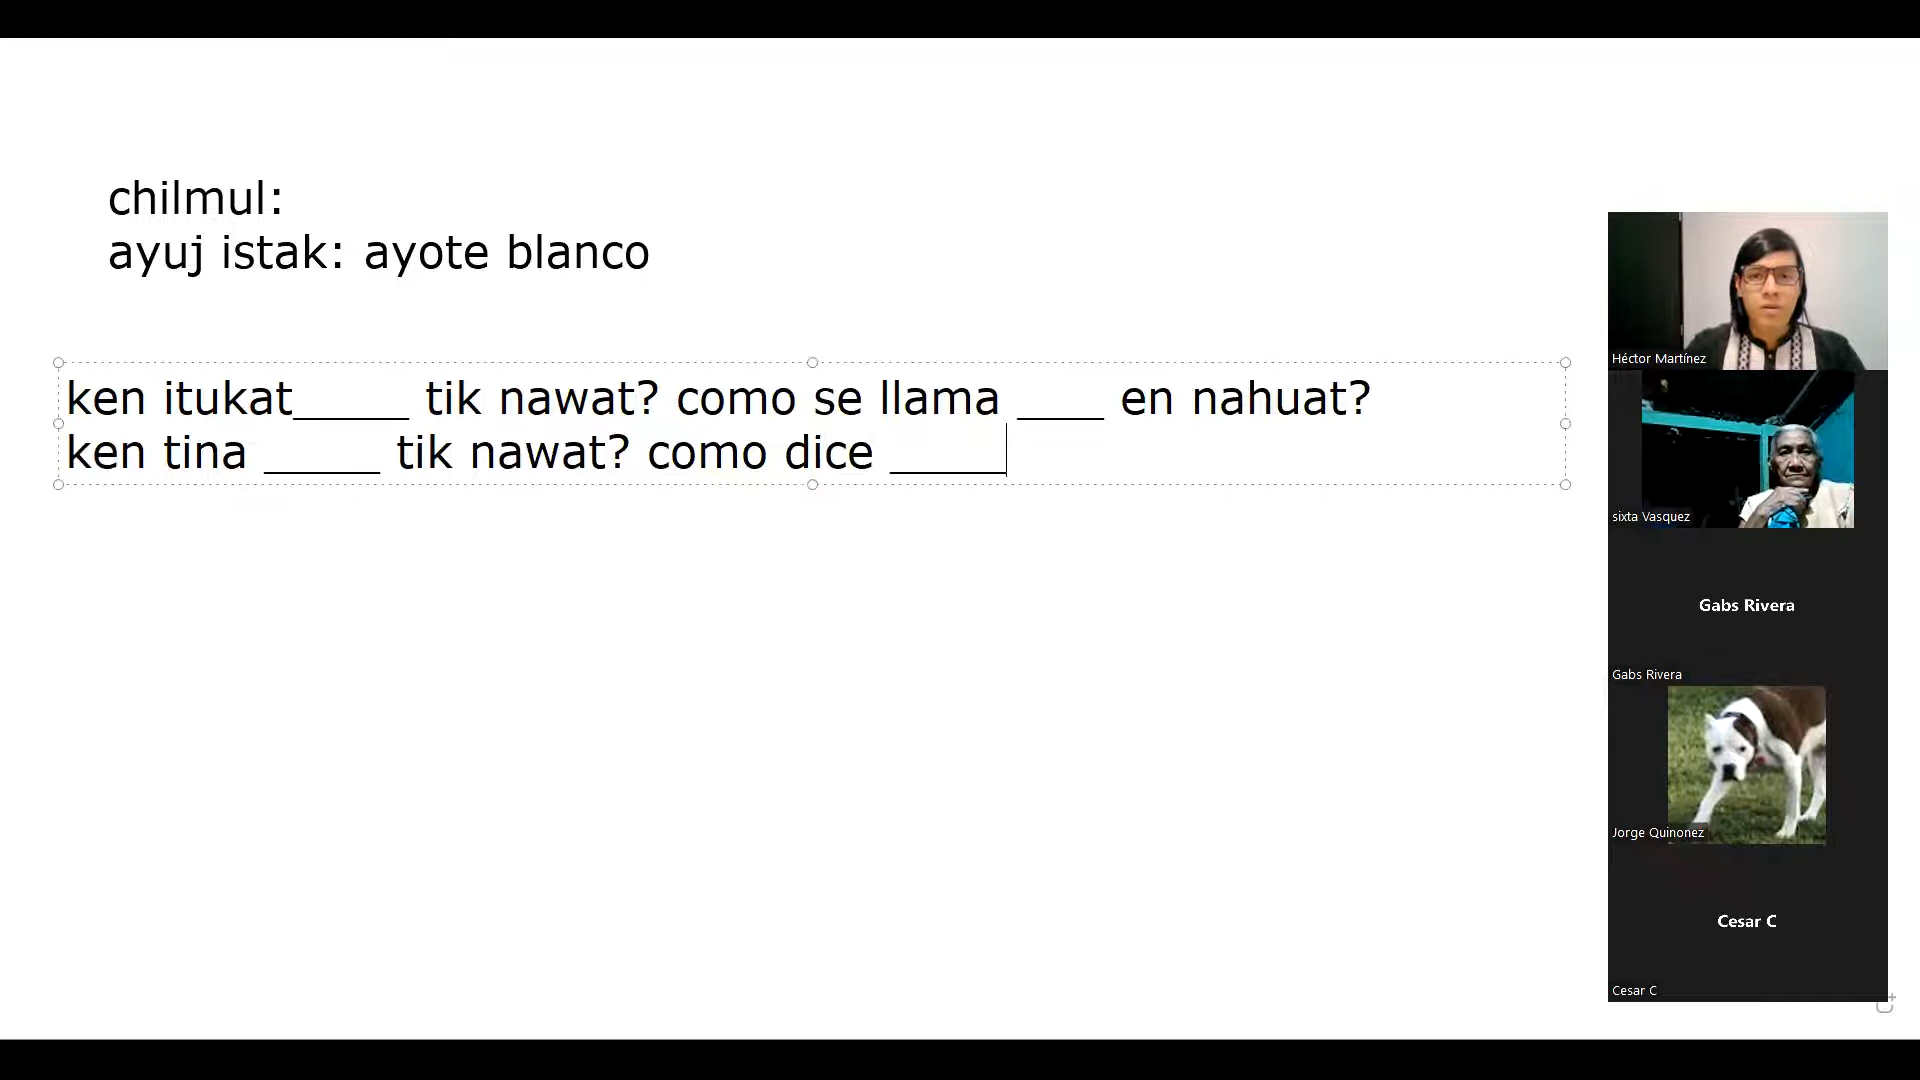 chilmul:
ayuj istak: ayote blanco
ken itukat_____ tik nawat? como se llama ____ en nahuat?
ken tina _____ tik nawat? como dice _____
Héctor Martínez
sixta Vasquez
Gabs Rivera
Gabs Rivera
Jorge Quinonez
Cesar C
Cesar C